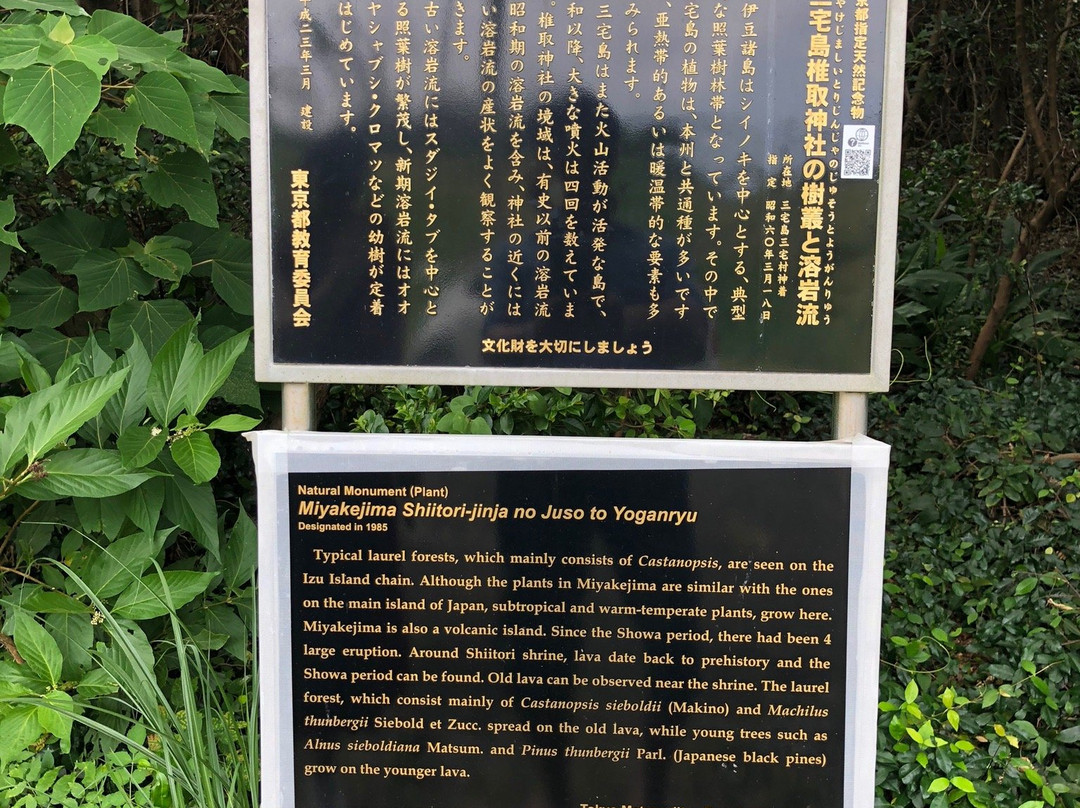 京都指定天然記念物
やけじましいとりじんじゃのじゅそうとようがんりゅう
三宅島椎取神社の樹叢と溶岩流
所在地 三宅島三宅村神着
指 定 昭和六〇年三月一八日
伊豆諸島はシイノキを中心とする、典型
な照葉樹林帯となっています。その中で
宅島の植物は、本州と共通種が多いです
、亜熱帯的あるいは暖温帯的な要素も多
みられます。
三宅島はまた火山活動が活発な島で、
和以降、大きな噴火は四回を数えていま
。椎取神社の境域は、有史以前の溶岩流
昭和期の溶岩流を含み、神社の近くには
い溶岩流の産状をよく観察することが
きます。
古い溶岩流にはスダジイ・タブを中心と
る照葉樹が繁茂し、新期溶岩流にはオオ
ヤシャブシ・クロマツなどの幼樹が定着
はじめています。
平成二三年三月 建設
東京都教育委員会
文化財を大切にしましょう
Natural Monument (Plant)
Miyakejima Shiitori-jinja no Juso to Yoganryu
Designated in 1985
Typical laurel forests, which mainly consists of Castanopsis, are seen on the
Izu Island chain. Although the plants in Miyakejima are similar with the ones
on the main island of Japan, subtropical and warm-temperate plants, grow here.
Miyakejima is also a volcanic island. Since the Showa period, there had been 4
large eruption. Around Shiitori shrine, lava date back to prehistory and the
Showa period can be found. Old lava can be observed near the shrine. The laurel
forest, which consist mainly of Castanopsis sieboldii (Makino) and Machilus
thunbergii Siebold et Zucc. spread on the old lava, while young trees such as
Alnus sieboldiana Matsum. and Pinus thunbergii Parl. (Japanese black pines)
grow on the younger lava.